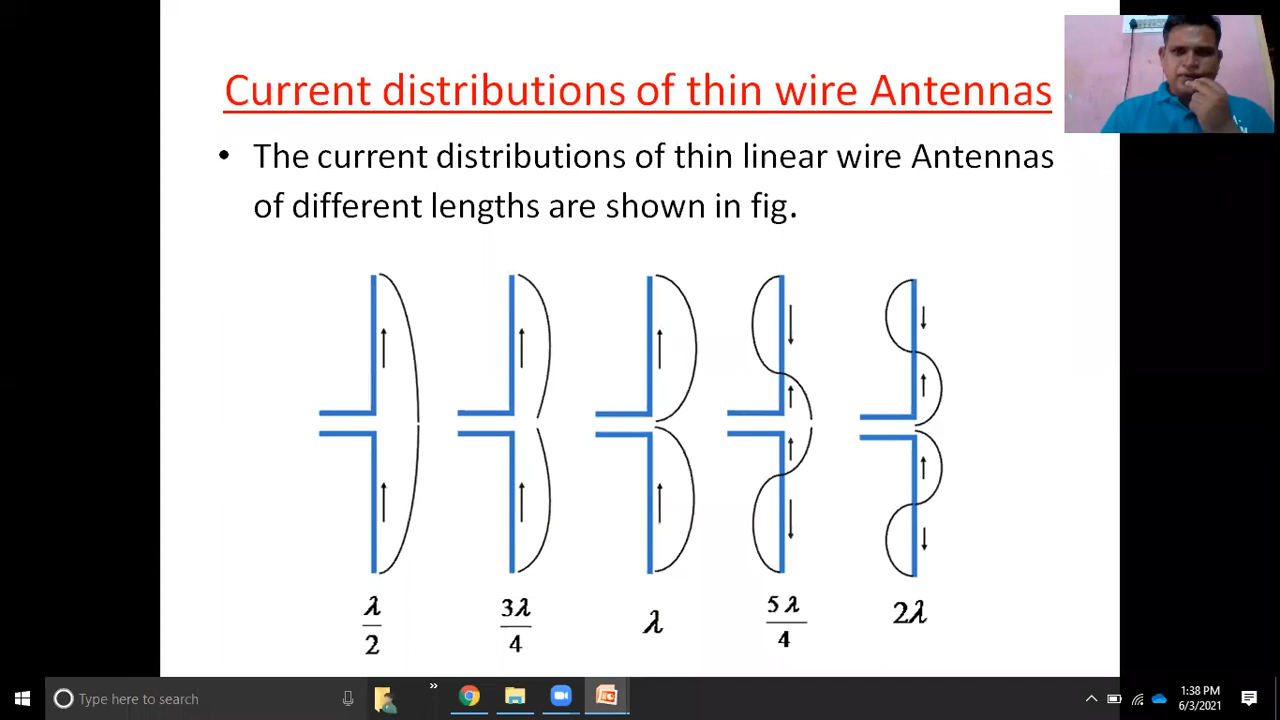 Current distributions of thin wire Antennas
• The current distributions of thin linear wire Antennas
of different lengths are shown in fig.
λ/2
3λ/4
λ
5λ/4
2λ
Type here to search
1:38 PM
6/3/2021